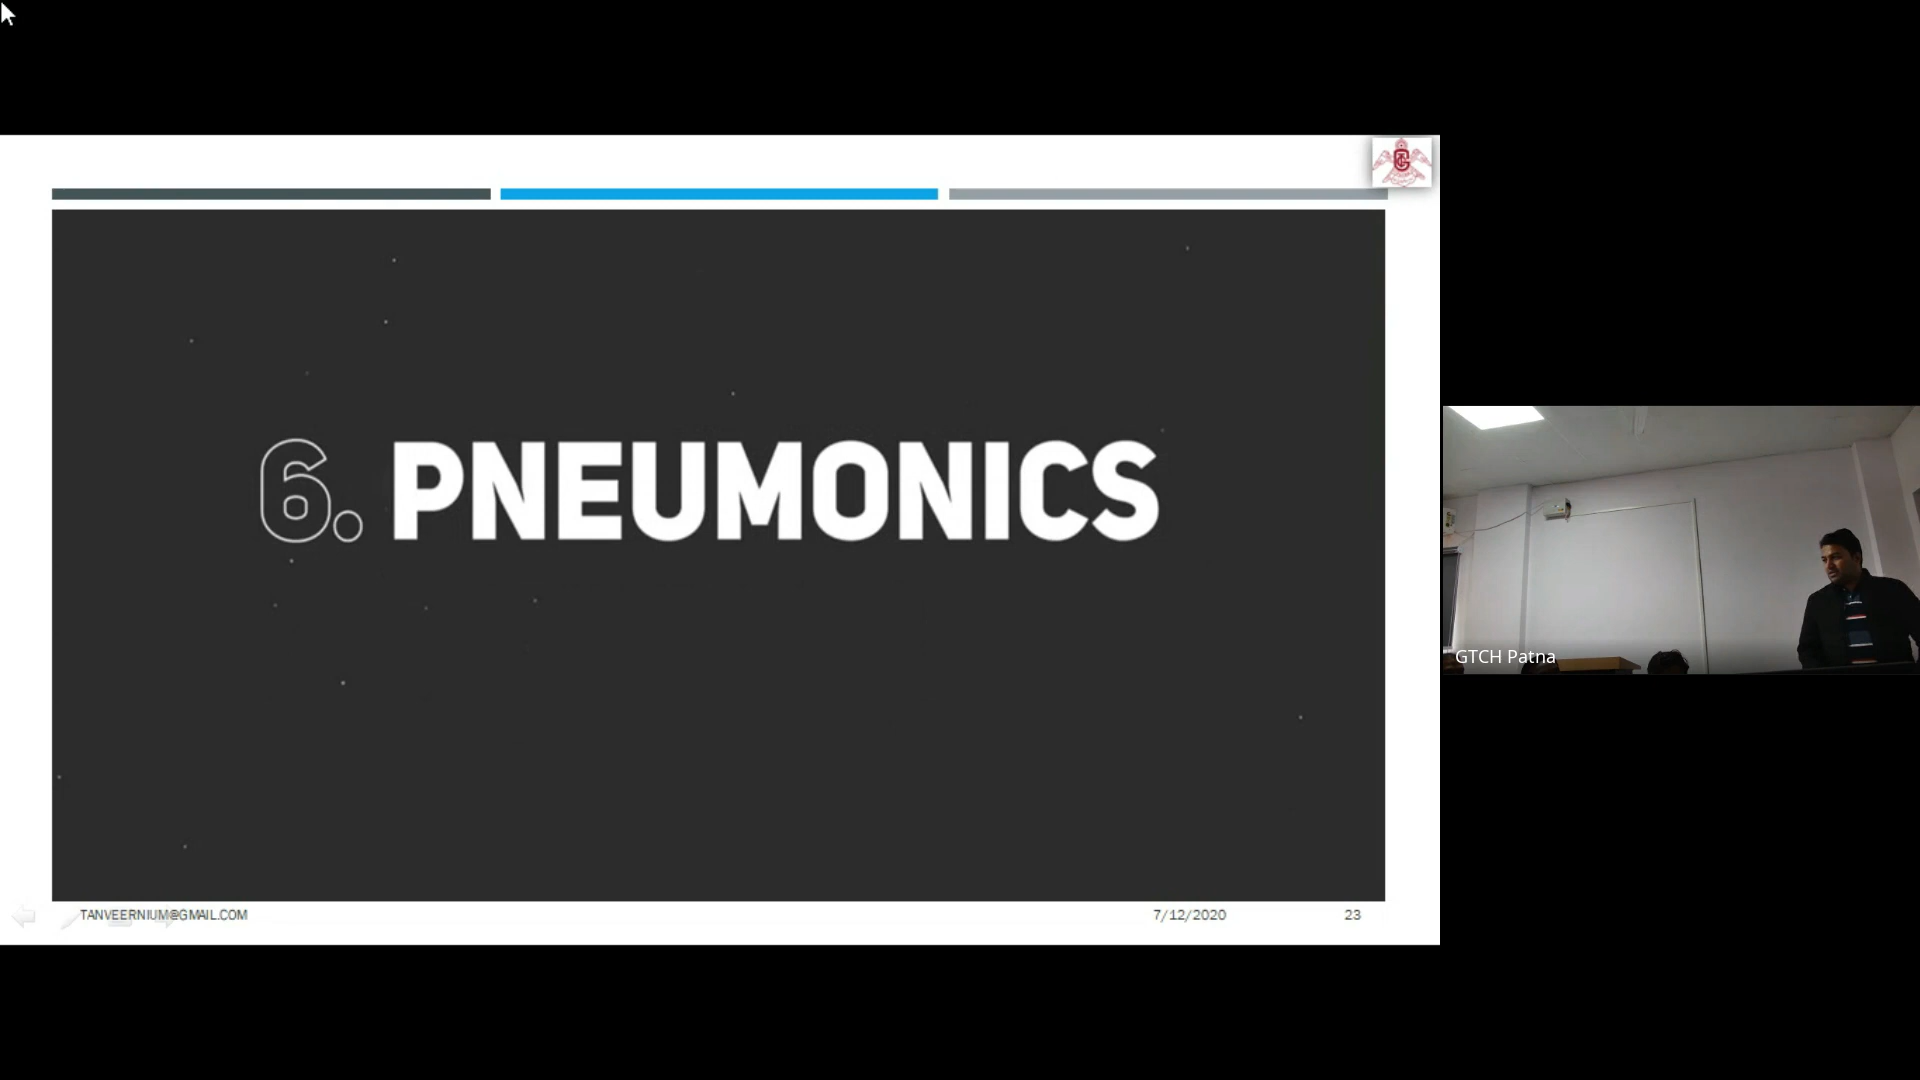 6. PNEUMONICS
TANVEERNIUM@GMAIL.COM
7/12/2020
23
GTCH Patna